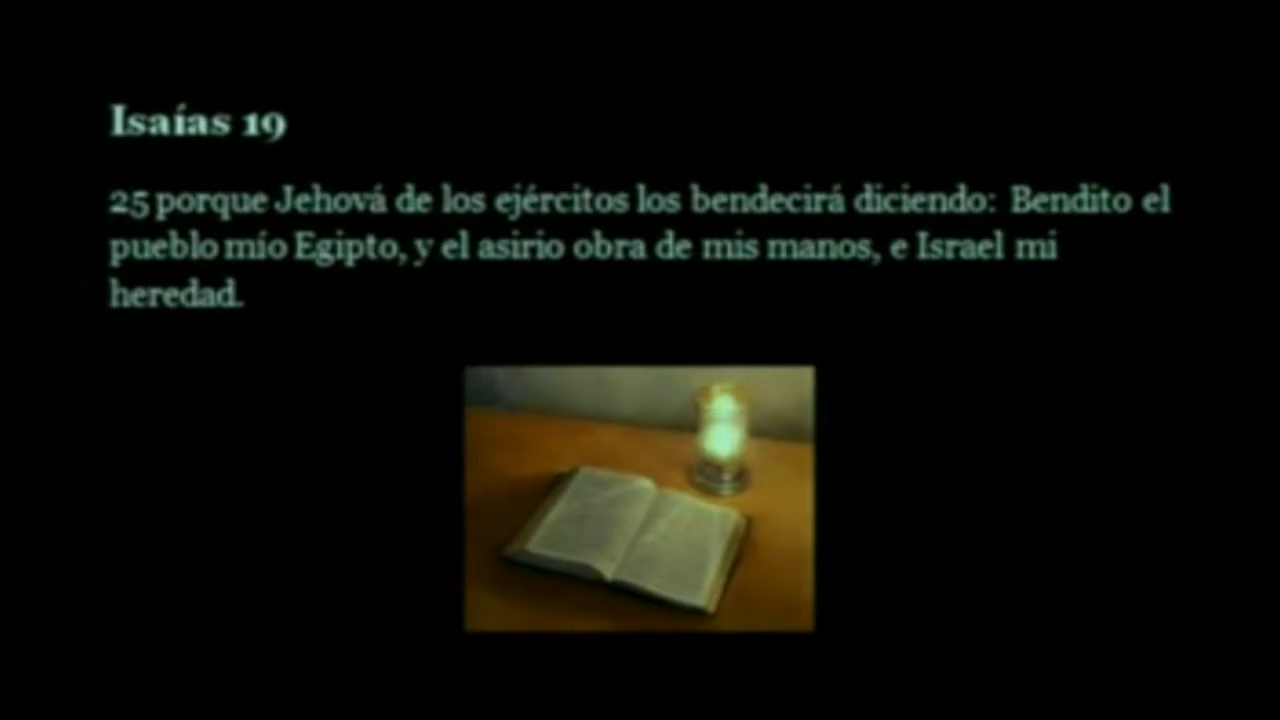 Isaías 19
25 porque Jehová de los ejércitos los bendecirá diciendo: Bendito el
pueblo mío Egipto, y el asirio obra de mis manos, e Israel mi
heredad.